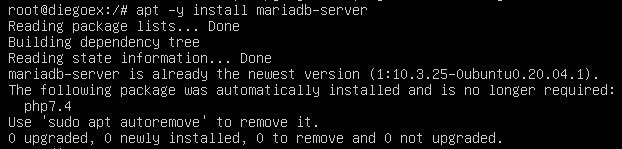 root@diegoex:/# apt -y install mariadb-server
Reading package lists... Done
Building dependency tree
Reading state information... Done
mariadb-server is already the newest version (1:10.3.25-0ubuntu0.20.04.1).
The following package was automatically installed and is no longer required:
  php7.4
Use 'sudo apt autoremove' to remove it.
0 upgraded, 0 newly installed, 0 to remove and 0 not upgraded.